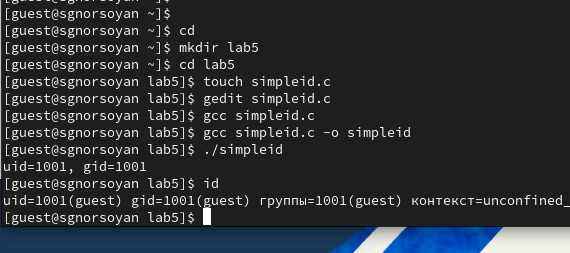 [guest@sgnorsoyan ~]$
[guest@sgnorsoyan ~]$
[guest@sgnorsoyan ~]$ cd
[guest@sgnorsoyan ~]$ mkdir lab5
[guest@sgnorsoyan ~]$ cd lab5
[guest@sgnorsoyan lab5]$ touch simpleid.c
[guest@sgnorsoyan lab5]$ gedit simpleid.c
[guest@sgnorsoyan lab5]$ gcc simpleid.c
[guest@sgnorsoyan lab5]$ gcc simpleid.c -o simpleid
[guest@sgnorsoyan lab5]$ ./simpleid
uid=1001, gid=1001
[guest@sgnorsoyan lab5]$ id
uid=1001(guest) gid=1001(guest) группы=1001(guest) контекст=unconfined_
[guest@sgnorsoyan lab5]$